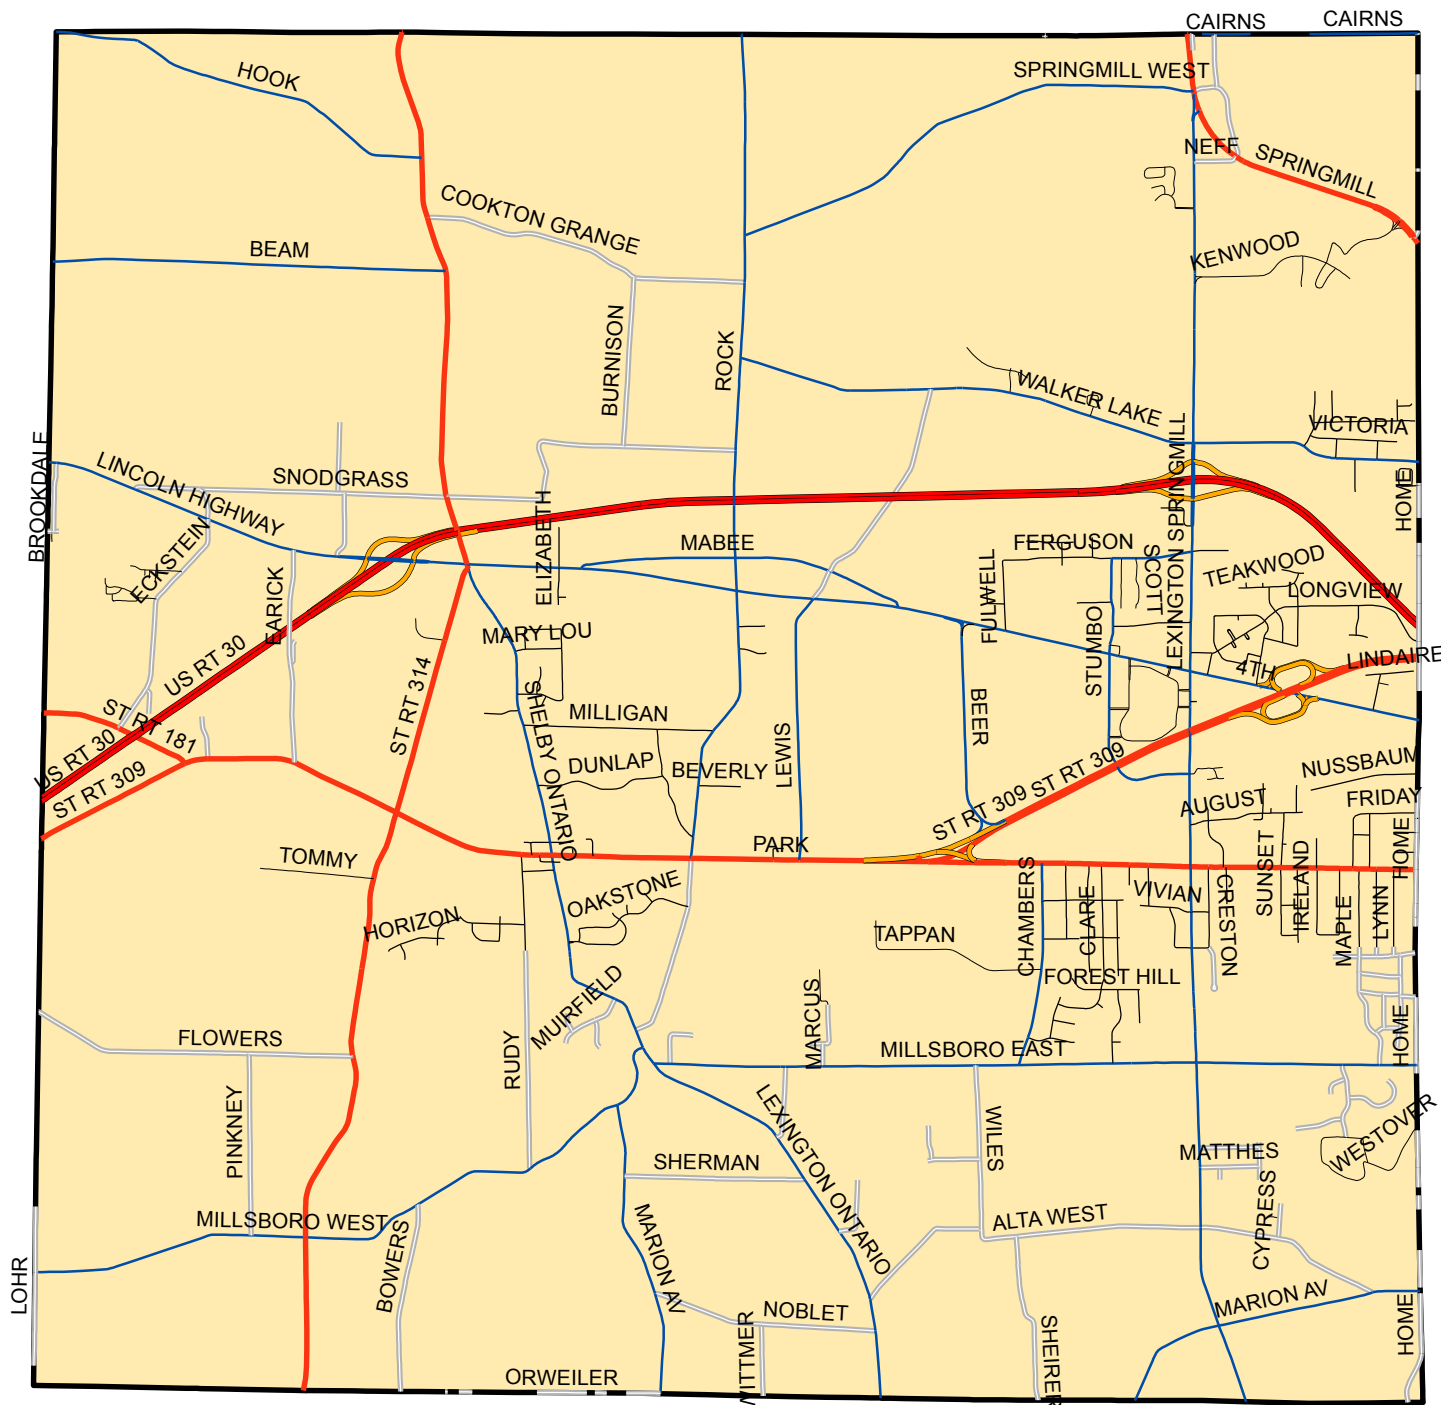 CAIRNS
CAIRNS
HOOK
SPRINGMILL WEST
NEFF
SPRINGMILL
COOKTON GRANGE
BEAM
KENWOOD
BURNISON
ROCK
WALKER LAKE
VICTORIA
BROOKDALE
LINCOLN HIGHWAY
SNODGRASS
LEXINGTON SPRINGMILL
HOME
ECKSTEIN
ELIZABETH
MABEE
FERGUSON
SCOTT
TEAKWOOD
LONGVIEW
EARICK
FULWELL
STUMBO
MARY LOU
US RT 30
4TH
LINDAIRE
ST RT 314
SHELBY ONTARIO
ST RT 181
MILLIGAN
BEER
LEWIS
US RT 30
ST RT 309
DUNLAP
BEVERLY
ST RT 309
ST RT 309
NUSSBAUM
AUGUST
FRIDAY
HOME
TOMMY
PARK
SUNSET
IRELAND
CHAMBERS
CLARE
VIVIAN
CRESTON
MAPLE
LYNN
HORIZON
OAKSTONE
TAPPAN
FOREST HILL
MUIRFIELD
MARCUS
FLOWERS
RUDY
MILLSBORO EAST
HOME
PINKNEY
LEXINGTON ONTARIO
WILES
WESTOVER
SHERMAN
MATTHES
MILLSBORO WEST
BOWERS
MARION AV
ALTA WEST
CYPRESS
LOHR
NOBLET
MARION AV
HOME
WITTMER
SHEIRER
ORWEILER